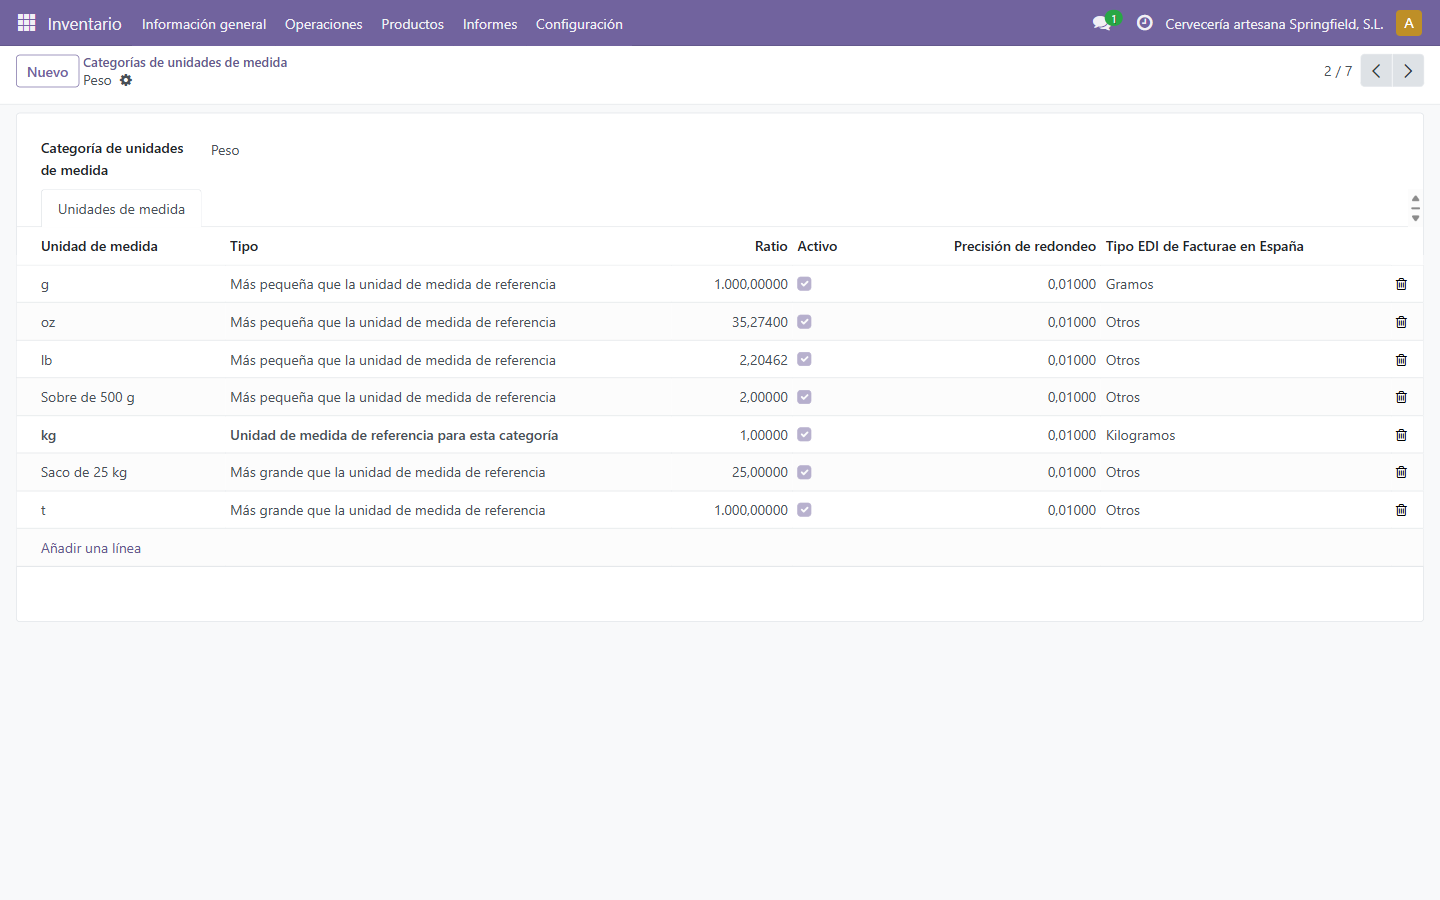 Inventario Información general Operaciones Productos Informes Configuración 1 Cervecería artesana Springfield, S.L. A
Nuevo Categorías de unidades de medida
Peso
2 / 7
Categoría de unidades de medida Peso
Unidades de medida
Unidad de medida Tipo Ratio Activo Precisión de redondeo Tipo EDI de Facturae en España
g Más pequeña que la unidad de medida de referencia 1.000,00000 0,01000 Gramos
oz Más pequeña que la unidad de medida de referencia 35,27400 0,01000 Otros
lb Más pequeña que la unidad de medida de referencia 2,20462 0,01000 Otros
Sobre de 500 g Más pequeña que la unidad de medida de referencia 2,00000 0,01000 Otros
kg Unidad de medida de referencia para esta categoría 1,00000 0,01000 Kilogramos
Saco de 25 kg Más grande que la unidad de medida de referencia 25,00000 0,01000 Otros
t Más grande que la unidad de medida de referencia 1.000,00000 0,01000 Otros
Añadir una línea